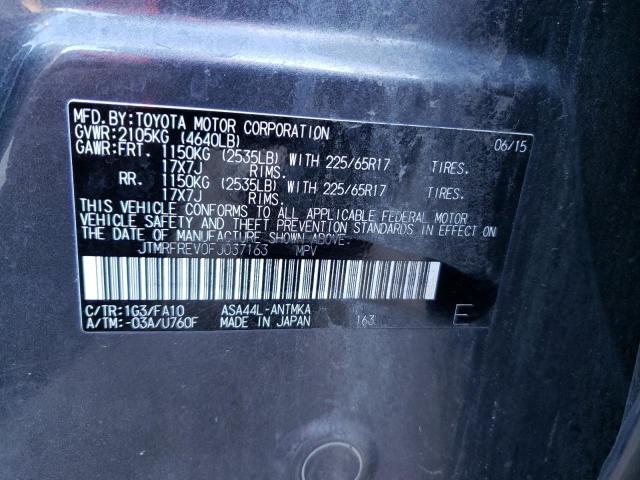 MFD.BY:TOYOTA MOTOR CORPORATION 06/15
GVWR:2105KG (4640LB)
GAWR:FRT. 1150KG (2535LB) WITH 225/65R17 TIRES.
17X7J RIMS.
RR. 1150KG (2535LB) WITH 225/65R17 TIRES.
17X7J RIMS.
THIS VEHICLE CONFORMS TO ALL APPLICABLE FEDERAL MOTOR
VEHICLE SAFETY AND THEFT PREVENTION STANDARDS IN EFFECT ON
THE DATE OF MANUFACTURE SHOWN ABOVE.
JTMRFREV0FJ037163 MPV
C/TR:1G3/FA10 ASA44L-ANTMKA
A/TM:-03A/U760F MADE IN JAPAN 163 E